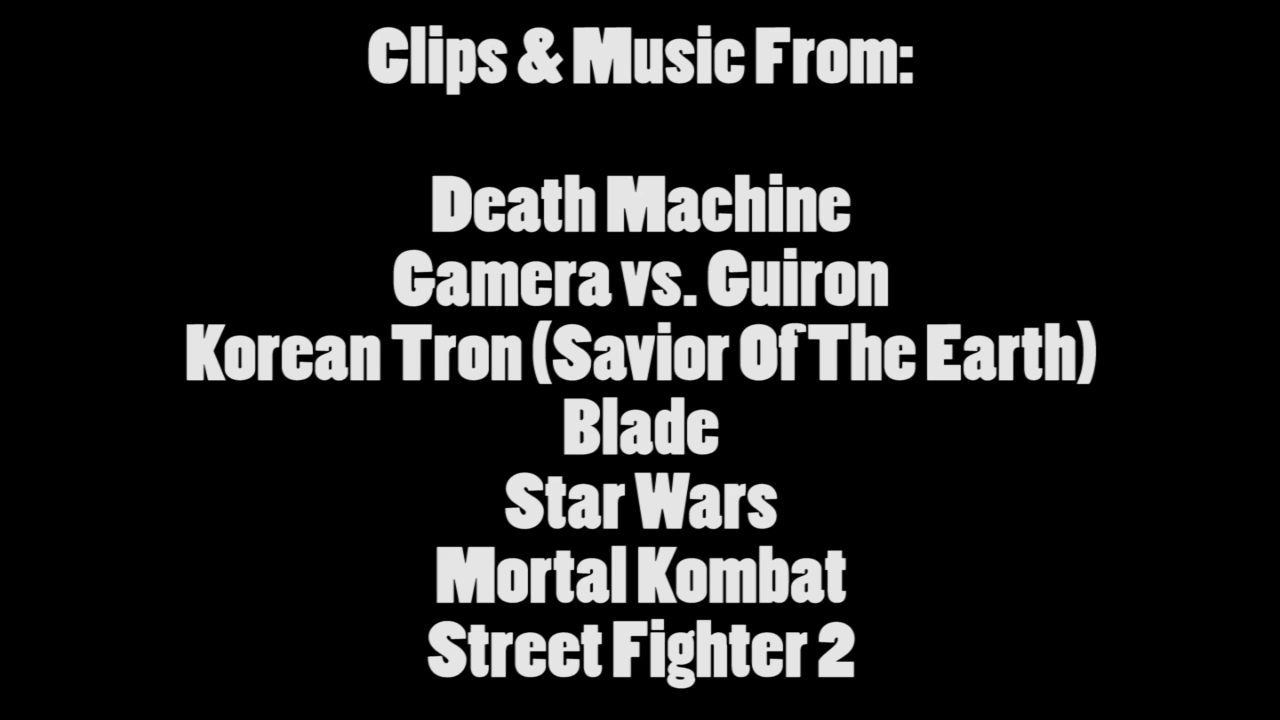 Clips & Music From:
Death Machine
Gamera vs. Guiron
Korean Tron (Savior Of The Earth)
Blade
Star Wars
Mortal Kombat
Street Fighter 2